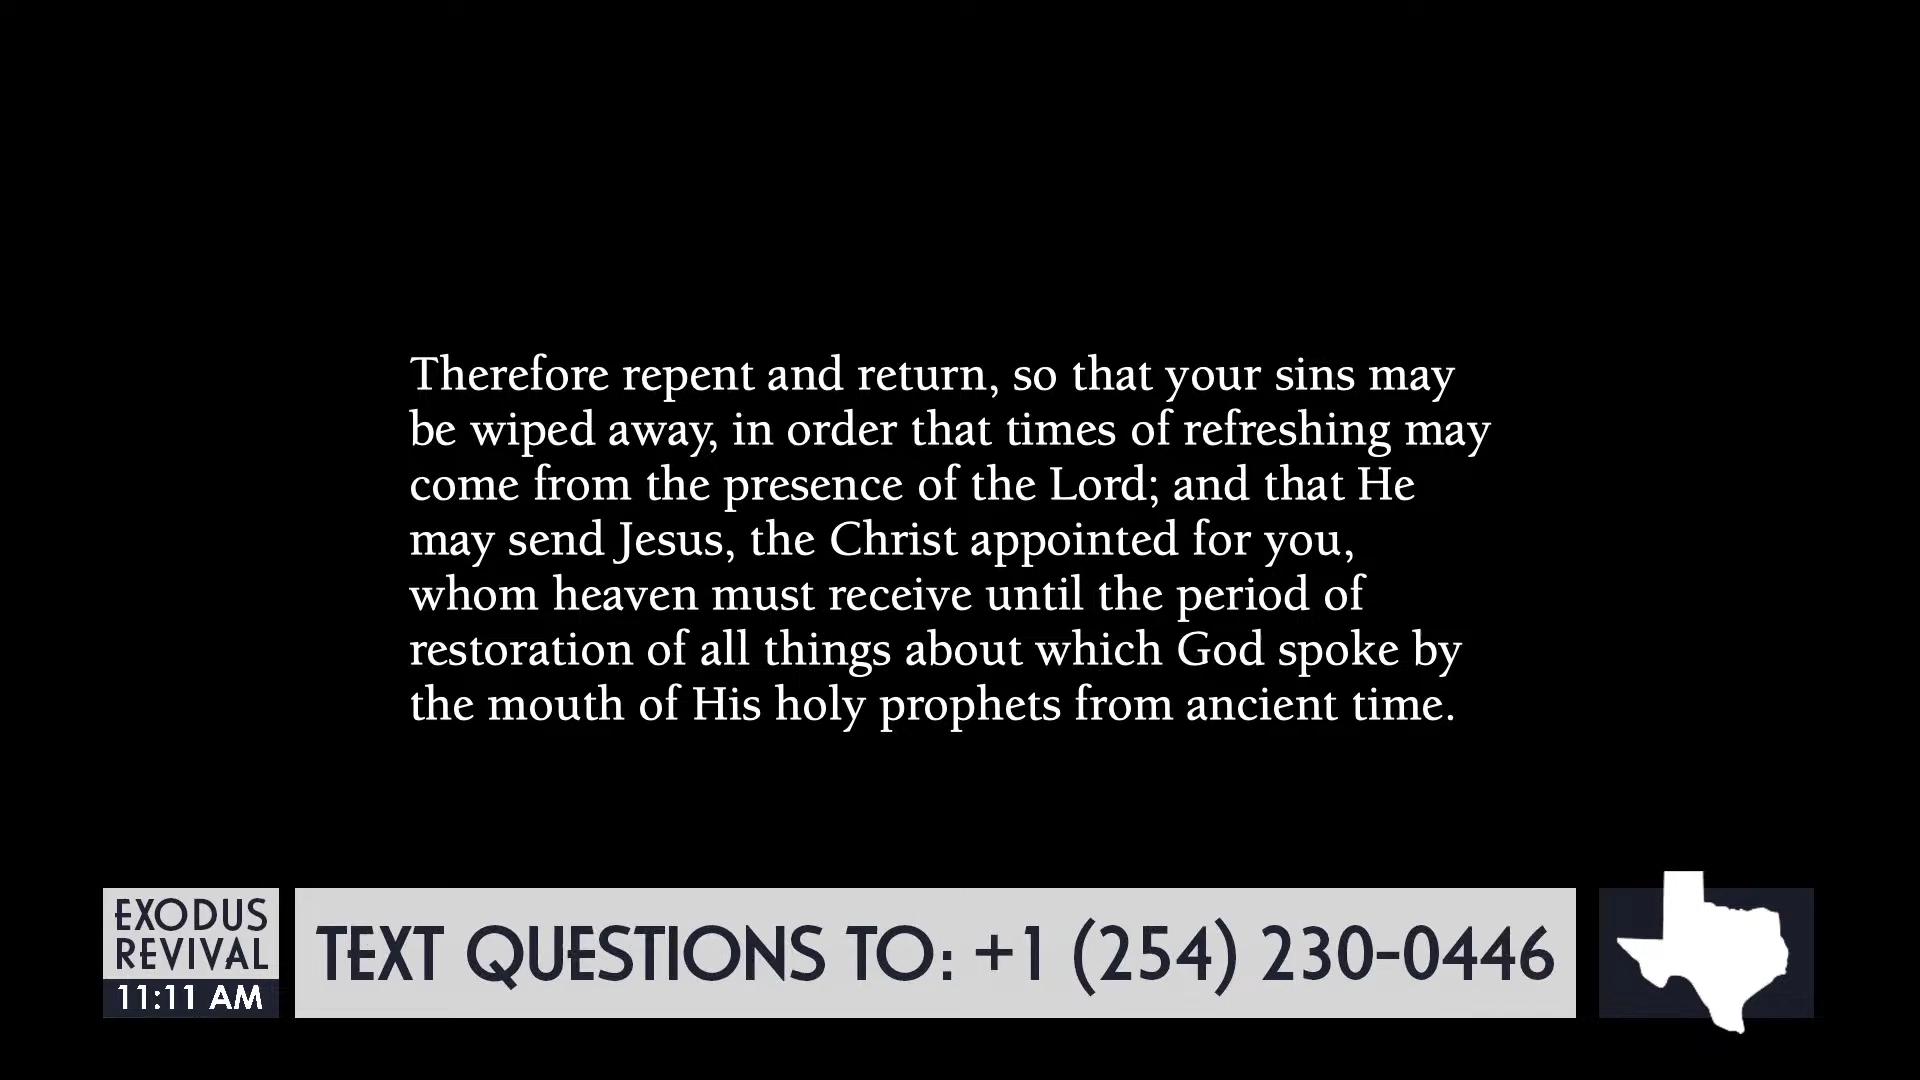 Therefore repent and return, so that your sins may
be wiped away, in order that times of refreshing may
come from the presence of the Lord; and that He
may send Jesus, the Christ appointed for you,
whom heaven must receive until the period of
restoration of all things about which God spoke by
the mouth of His holy prophets from ancient time.
EXODUS
REVIVAL
11:11 AM
TEXT QUESTIONS TO: +1 (254) 230-0446